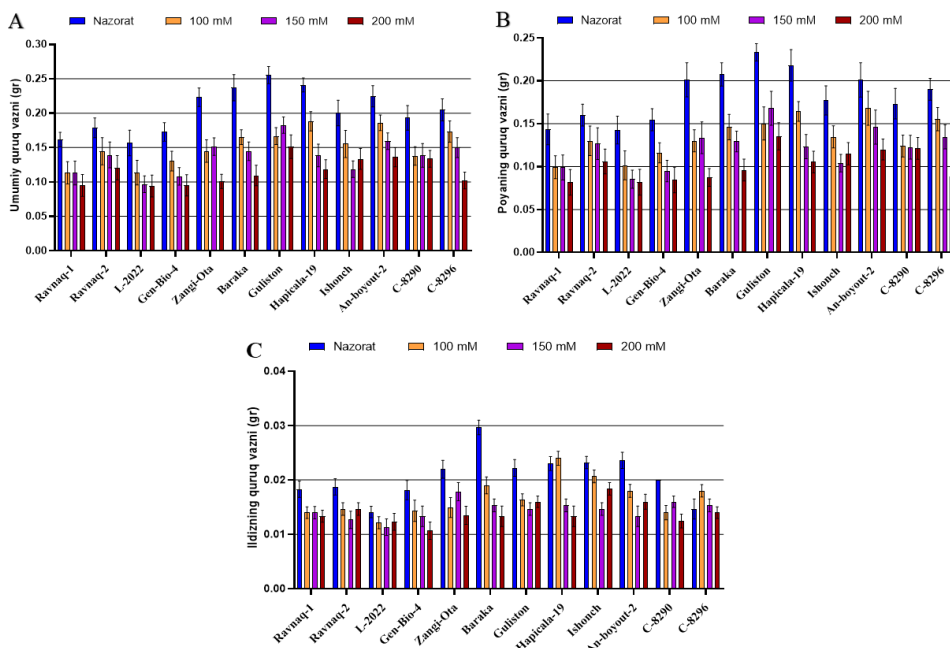 A
Nazorat 100 mM 150 mM 200 mM
Umumiy quruq vazni (gr)
0.30
0.25
0.20
0.15
0.10
0.05
0.00
Ravnaq-1 Ravnaq-2 L-2022 Gen-Bio-4 Zangi-Ota Baraka Guliston Hapicala-19 Ishonch An-boyout-2 C-8290 C-8296
B
Nazorat 100 mM 150 mM 200 mM
Poyaning quruq vazni (gr)
0.25
0.20
0.15
0.10
0.05
0.00
Ravnaq-1 Ravnaq-2 L-2022 Gen-Bio-4 Zangi-Ota Baraka Guliston Hapicala-19 Ishonch An-boyout-2 C-8290 C-8296
C
Nazorat 100 mM 150 mM 200 mM
Ildizning quruq vazni (gr)
0.04
0.03
0.02
0.01
0.00
Ravnaq-1 Ravnaq-2 L-2022 Gen-Bio-4 Zangi-Ota Baraka Guliston Hapicala-19 Ishonch An-boyout-2 C-8290 C-8296